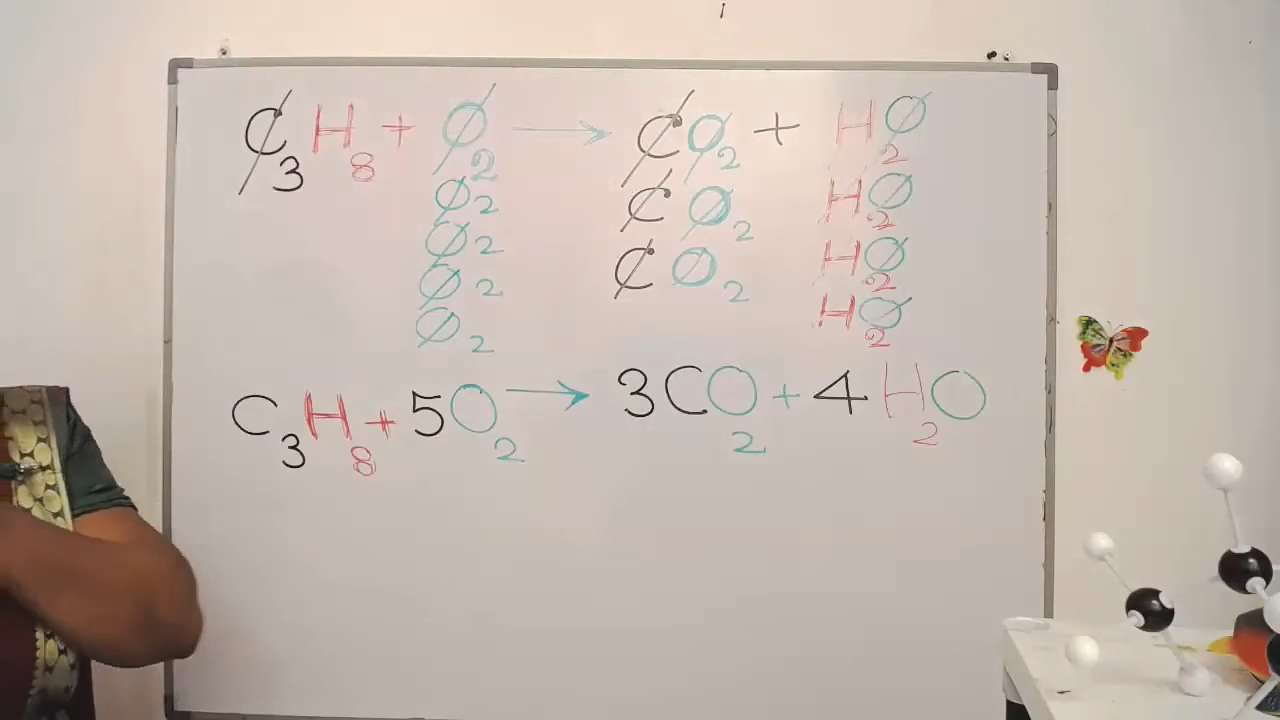 C₃H₈ + O₂ → CO₂ + H₂O
O₂ CO₂ H₂O
O₂ CO₂ H₂O
O₂ H₂O
O₂
C₃H₈ + 5O₂ → 3CO₂ + 4H₂O